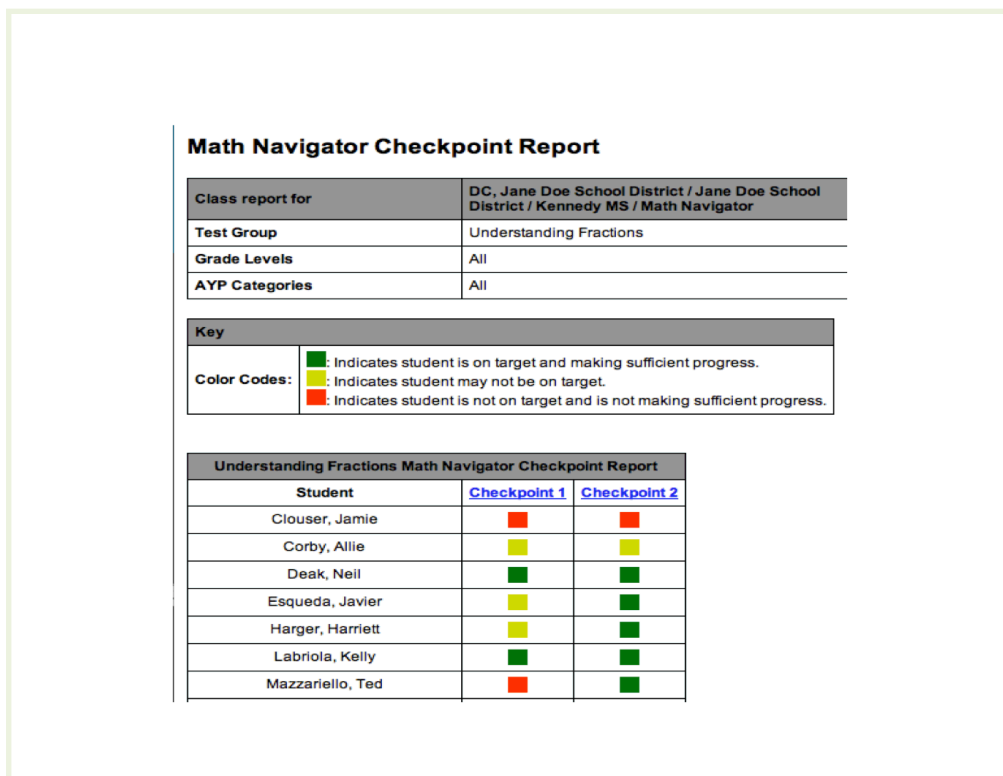 Math Navigator Checkpoint Report
Class report for
DC, Jane Doe School District / Jane Doe School
District / Kennedy MS / Math Navigator
Test Group
Understanding Fractions
Grade Levels
All
AYP Categories
All
Key
Color Codes:
: Indicates student is on target and making sufficient progress.
: Indicates student may not be on target.
: Indicates student is not on target and is not making sufficient progress.
Understanding Fractions Math Navigator Checkpoint Report
Student Checkpoint 1 Checkpoint 2
Clouser, Jamie
Corby, Allie
Deak, Neil
Esqueda, Javier
Harger, Harriett
Labriola, Kelly
Mazzariello, Ted